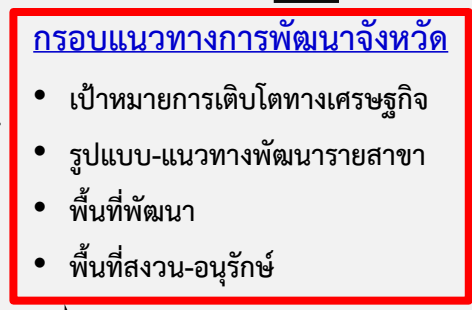 กรอบแนวทางการพัฒนาจังหวัด
• เป้าหมายการเติบโตทางเศรษฐกิจ
• รูปแบบ-แนวทางพัฒนารายสาขา
• พื้นที่พัฒนา
• พื้นที่สงวน-อนุรักษ์